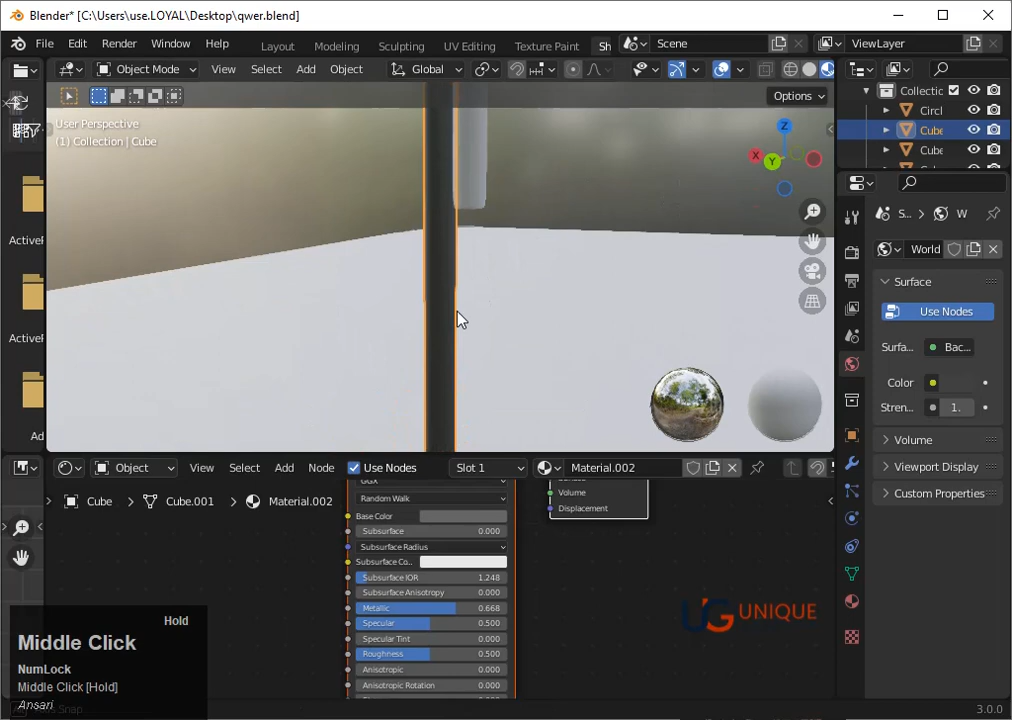 Blender* [C:\Users\use.LOYAL\Desktop\qwer.blend]
File Edit Render Window Help
Layout Modeling Sculpting UV Editing Texture Paint Sh
Scene
ViewLayer
Object Mode View Select Add Object Global
Options
User Perspective
(1) Collection | Cube
Z
X
Y
Collectic
Circl
Cube
Cube
S.. W
World
Surface
Use Nodes
Surfa... Bac...
Color
Stren... 1.
Volume
Viewport Display
Custom Properties
ActiveF
ActiveF
Ad
Object View Select Add Node Use Nodes Slot 1 Material.002
Cube Cube.001 Material.002
GGX
Random Walk
Base Color
Subsurface 0.000
Subsurface Radius
Subsurface Co..
Subsurface IOR 1.248
Subsurface Anisotropy 0.000
Metallic 0.668
Specular 0.500
Specular Tint 0.000
Roughness 0.500
Anisotropic 0.000
Anisotropic Rotation 0.000
Volume
Displacement
UNIQUE
Hold
Middle Click
NumLock
Middle Click [Hold]
Ansari
Snap
3.0.0